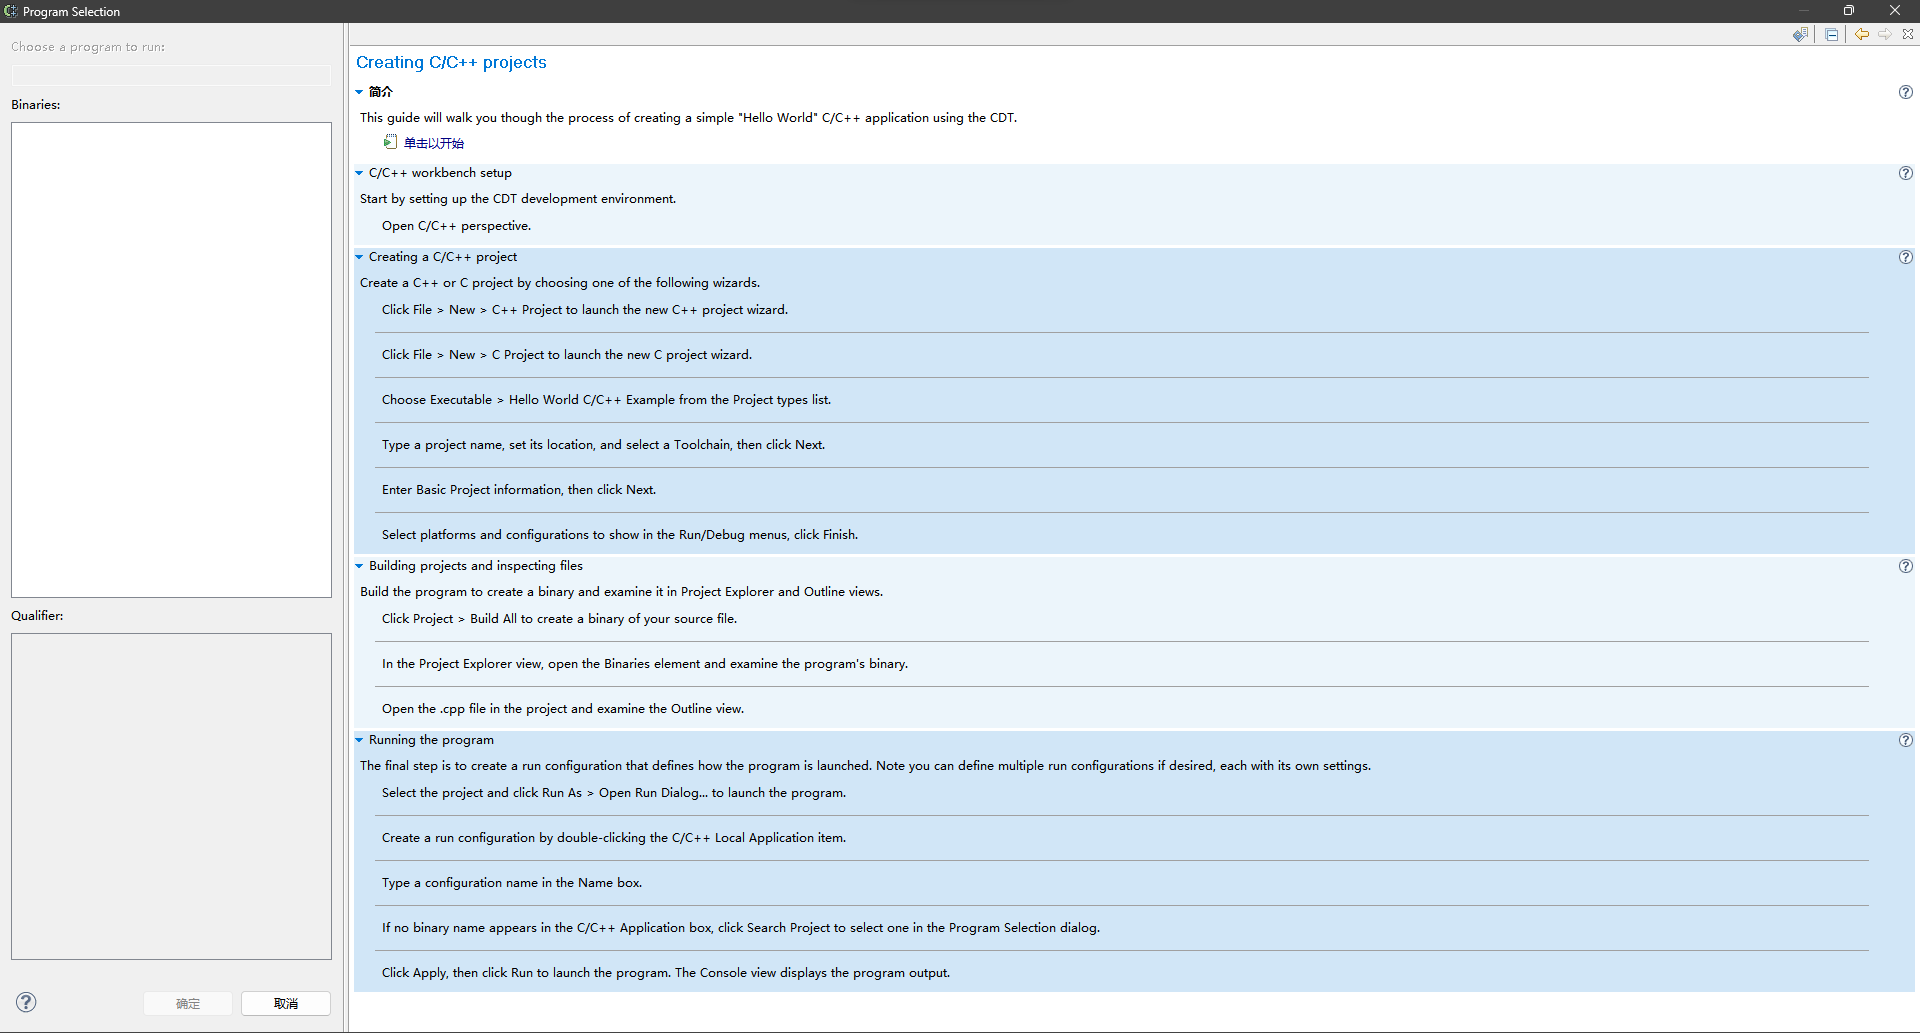 Program Selection
Choose a program to run:
Binaries:
Qualifier:
确定
取消
Creating C/C++ projects
简介
This guide will walk you though the process of creating a simple "Hello World" C/C++ application using the CDT.
单击以开始
C/C++ workbench setup
Start by setting up the CDT development environment.
Open C/C++ perspective.
Creating a C/C++ project
Create a C++ or C project by choosing one of the following wizards.
Click File > New > C++ Project to launch the new C++ project wizard.
Click File > New > C Project to launch the new C project wizard.
Choose Executable > Hello World C/C++ Example from the Project types list.
Type a project name, set its location, and select a Toolchain, then click Next.
Enter Basic Project information, then click Next.
Select platforms and configurations to show in the Run/Debug menus, click Finish.
Building projects and inspecting files
Build the program to create a binary and examine it in Project Explorer and Outline views.
Click Project > Build All to create a binary of your source file.
In the Project Explorer view, open the Binaries element and examine the program's binary.
Open the .cpp file in the project and examine the Outline view.
Running the program
The final step is to create a run configuration that defines how the program is launched. Note you can define multiple run configurations if desired, each with its own settings.
Select the project and click Run As > Open Run Dialog... to launch the program.
Create a run configuration by double-clicking the C/C++ Local Application item.
Type a configuration name in the Name box.
If no binary name appears in the C/C++ Application box, click Search Project to select one in the Program Selection dialog.
Click Apply, then click Run to launch the program. The Console view displays the program output.